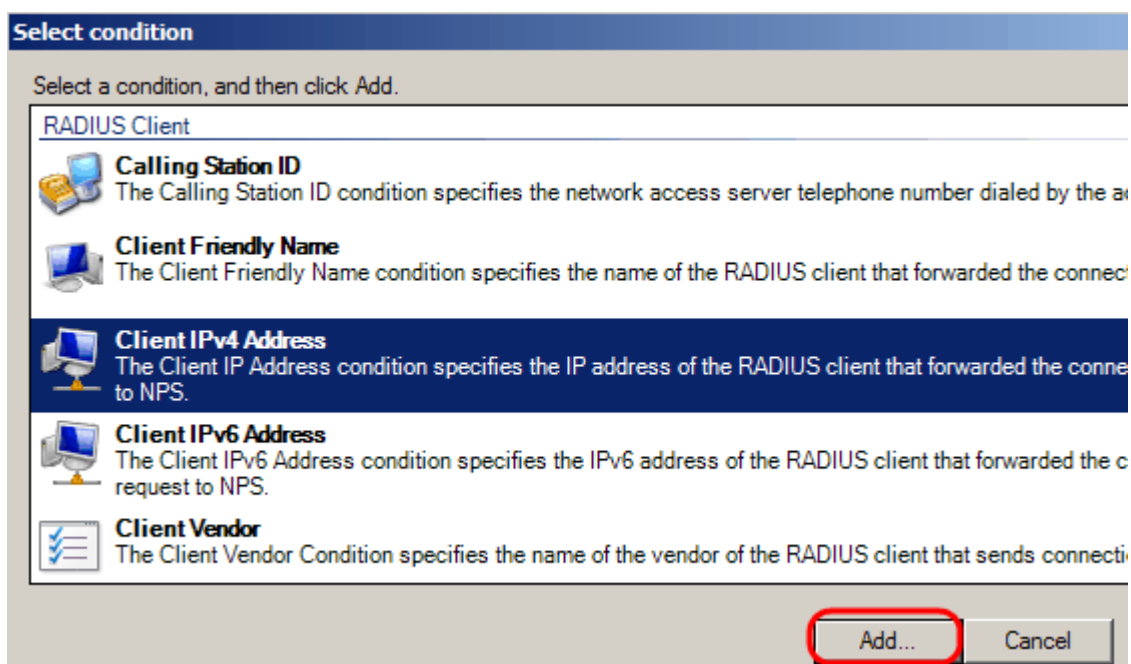 Select condition
Select a condition, and then click Add.
RADIUS Client
Calling Station ID
The Calling Station ID condition specifies the network access server telephone number dialed by the
Client Friendly Name
The Client Friendly Name condition specifies the name of the RADIUS client that forwarded the
Client IPv4 Address
The Client IP Address condition specifies the IP address of the RADIUS client that forwarded the
to NPS.
Client IPv6 Address
The Client IPv6 Address condition specifies the IPv6 address of the RADIUS client that forwarded the
request to NPS.
Client Vendor
The Client Vendor Condition specifies the name of the vendor of the RADIUS client that sends
Add...
Cancel